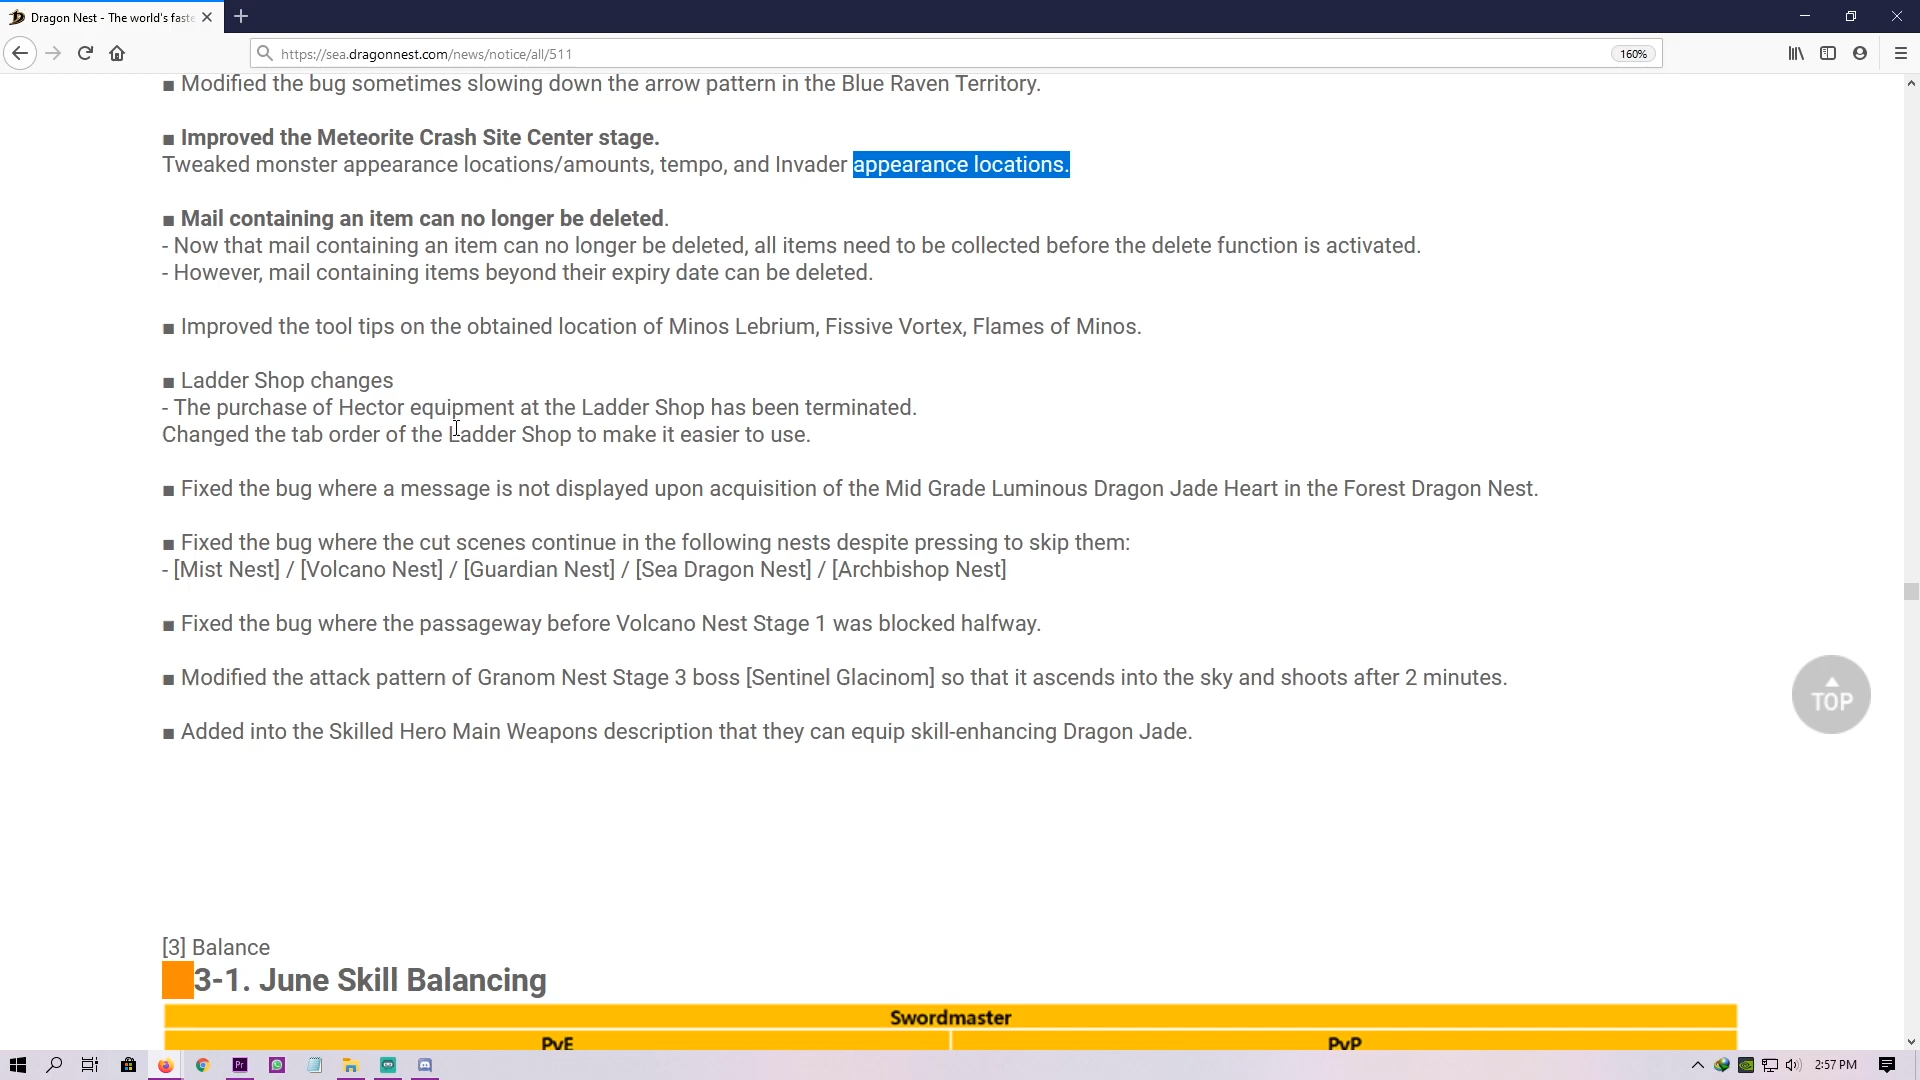 Dragon Nest - The world's faste
https://sea.dragonnest.com/news/notice/all/511
160%
■ Modified the bug sometimes slowing down the arrow pattern in the Blue Raven Territory.
■ Improved the Meteorite Crash Site Center stage.
Tweaked monster appearance locations/amounts, tempo, and Invader appearance locations.
■ Mail containing an item can no longer be deleted.
- Now that mail containing an item can no longer be deleted, all items need to be collected before the delete function is activated.
- However, mail containing items beyond their expiry date can be deleted.
■ Improved the tool tips on the obtained location of Minos Lebrium, Fissive Vortex, Flames of Minos.
■ Ladder Shop changes
- The purchase of Hector equipment at the Ladder Shop has been terminated.
Changed the tab order of the Ladder Shop to make it easier to use.
■ Fixed the bug where a message is not displayed upon acquisition of the Mid Grade Luminous Dragon Jade Heart in the Forest Dragon Nest.
■ Fixed the bug where the cut scenes continue in the following nests despite pressing to skip them:
- [Mist Nest] / [Volcano Nest] / [Guardian Nest] / [Sea Dragon Nest] / [Archbishop Nest]
■ Fixed the bug where the passageway before Volcano Nest Stage 1 was blocked halfway.
■ Modified the attack pattern of Granom Nest Stage 3 boss [Sentinel Glacinom] so that it ascends into the sky and shoots after 2 minutes.
TOP
■ Added into the Skilled Hero Main Weapons description that they can equip skill-enhancing Dragon Jade.
[3] Balance
3-1. June Skill Balancing
Swordmaster
PvE PvP
Pr
2:57 PM